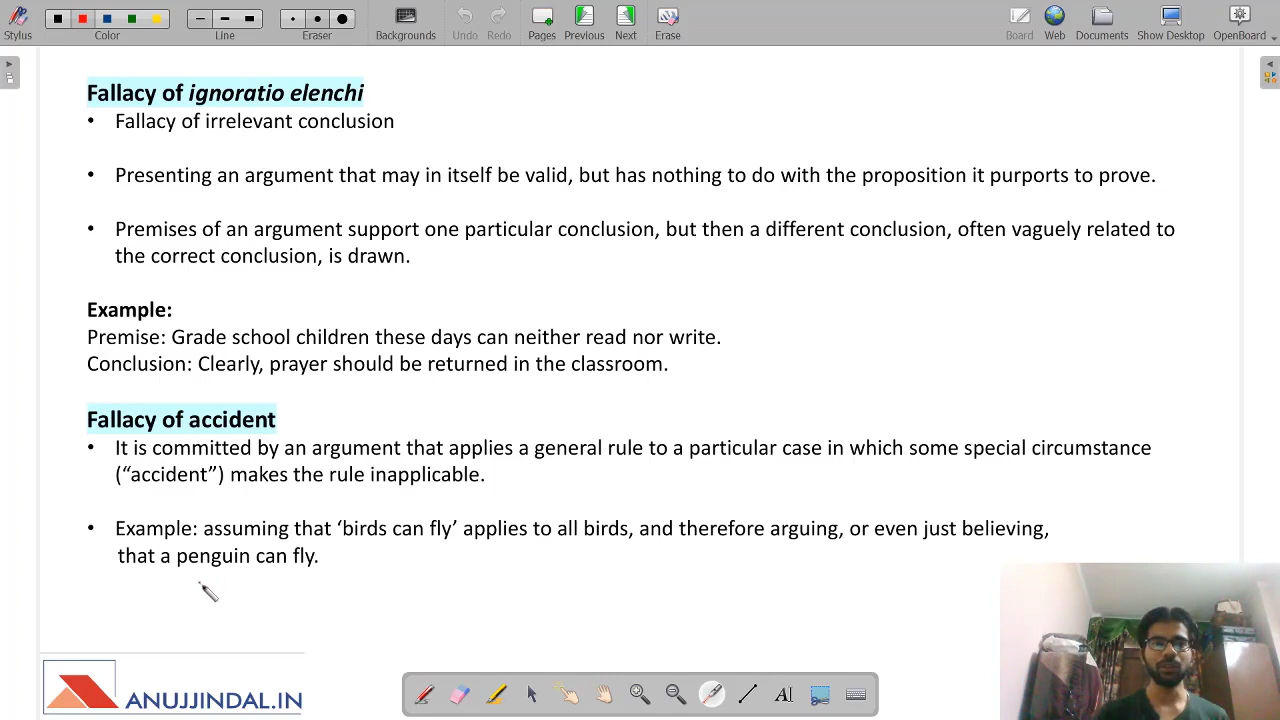 Stylus
Color
Line
Eraser
Backgrounds
Undo
Redo
Pages
Previous
Next
Erase
Board
Web
Documents
Show Desktop
OpenBoard
Fallacy of ignoratio elenchi
• Fallacy of irrelevant conclusion
• Presenting an argument that may in itself be valid, but has nothing to do with the proposition it purports to prove.
• Premises of an argument support one particular conclusion, but then a different conclusion, often vaguely related to
the correct conclusion, is drawn.
Example:
Premise: Grade school children these days can neither read nor write.
Conclusion: Clearly, prayer should be returned in the classroom.
Fallacy of accident
• It is committed by an argument that applies a general rule to a particular case in which some special circumstance
(“accident”) makes the rule inapplicable.
• Example: assuming that ‘birds can fly’ applies to all birds, and therefore arguing, or even just believing,
that a penguin can fly.
ANUJJINDAL.IN
AI